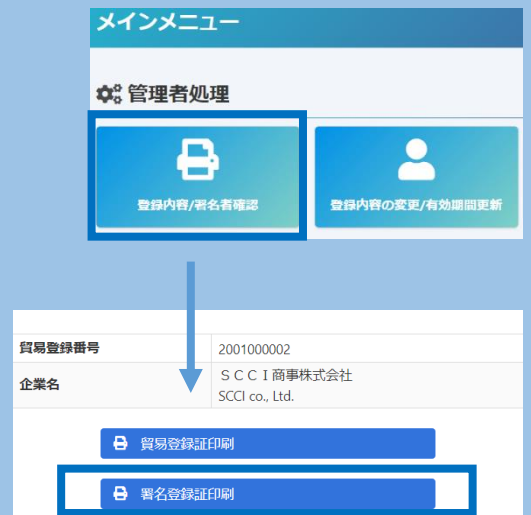 メインメニュー
管理者処理
登録内容/署名者確認
登録内容の変更/有効期間更新
貿易登録番号
2001000002
企業名
ＳＣＣＩ商事株式会社
SCCI co., Ltd.
貿易登録証印刷
署名登録証印刷